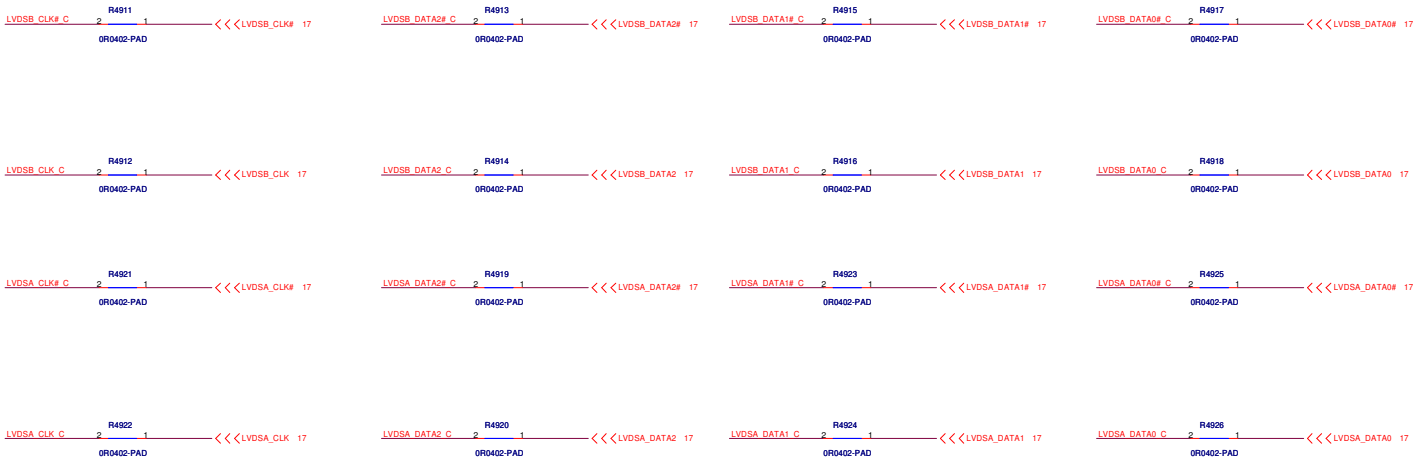 R4911 R4913 R4915 R4917
LVDSB_CLK#_C 2 1 LVDSB_CLK# 17 LVDSB_DATA2#_C 2 1 LVDSB_DATA2# 17 LVDSB_DATA1#_C 2 1 LVDSB_DATA1# 17 LVDSB_DATA0#_C 2 1 LVDSB_DATA0# 17
0R0402-PAD 0R0402-PAD 0R0402-PAD 0R0402-PAD
R4912 R4914 R4916 R4918
LVDSB_CLK_C 2 1 LVDSB_CLK 17 LVDSB_DATA2_C 2 1 LVDSB_DATA2 17 LVDSB_DATA1_C 2 1 LVDSB_DATA1 17 LVDSB_DATA0_C 2 1 LVDSB_DATA0 17
0R0402-PAD 0R0402-PAD 0R0402-PAD 0R0402-PAD
R4921 R4919 R4923 R4925
LVDSA_CLK#_C 2 1 LVDSA_CLK# 17 LVDSA_DATA2#_C 2 1 LVDSA_DATA2# 17 LVDSA_DATA1#_C 2 1 LVDSA_DATA1# 17 LVDSA_DATA0#_C 2 1 LVDSA_DATA0# 17
0R0402-PAD 0R0402-PAD 0R0402-PAD 0R0402-PAD
R4922 R4920 R4924 R4926
LVDSA_CLK_C 2 1 LVDSA_CLK 17 LVDSA_DATA2_C 2 1 LVDSA_DATA2 17 LVDSA_DATA1_C 2 1 LVDSA_DATA1 17 LVDSA_DATA0_C 2 1 LVDSA_DATA0 17
0R0402-PAD 0R0402-PAD 0R0402-PAD 0R0402-PAD